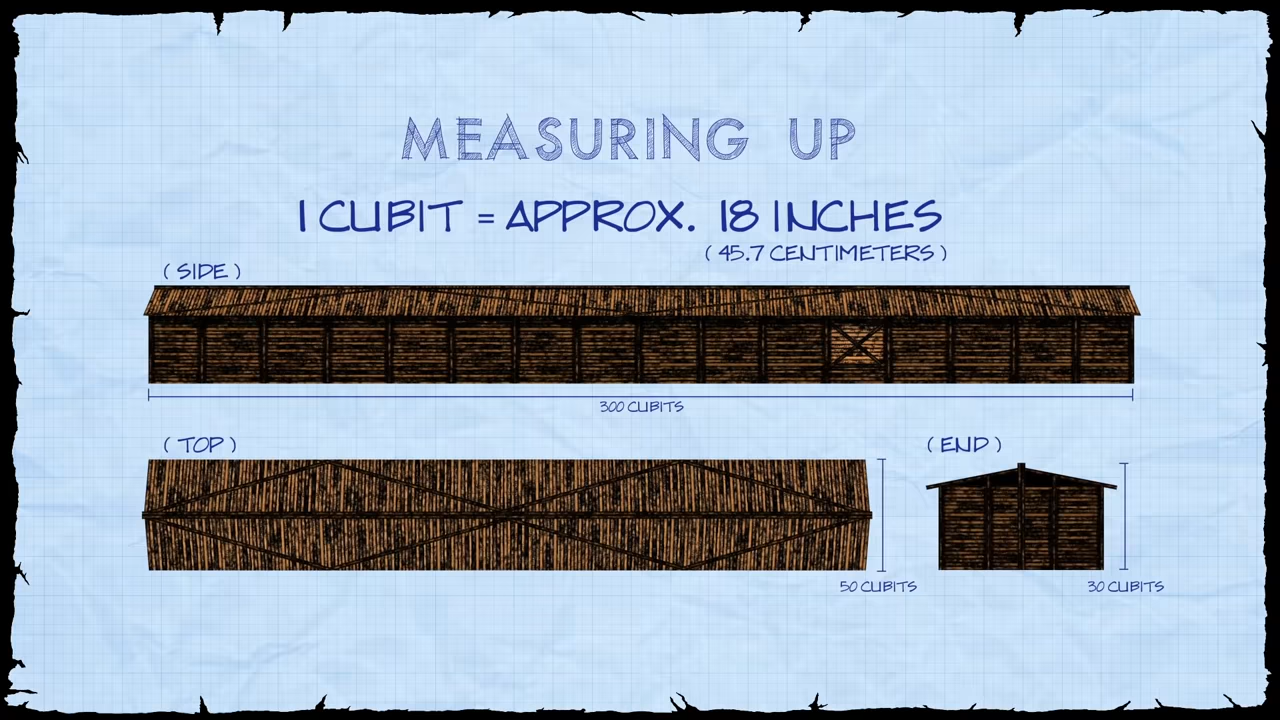 MEASURING UP
1 CUBIT = APPROX. 18 INCHES
( 45.7 CENTIMETERS )
( SIDE )
300 CUBITS
( TOP )
( END )
50 CUBITS
30 CUBITS